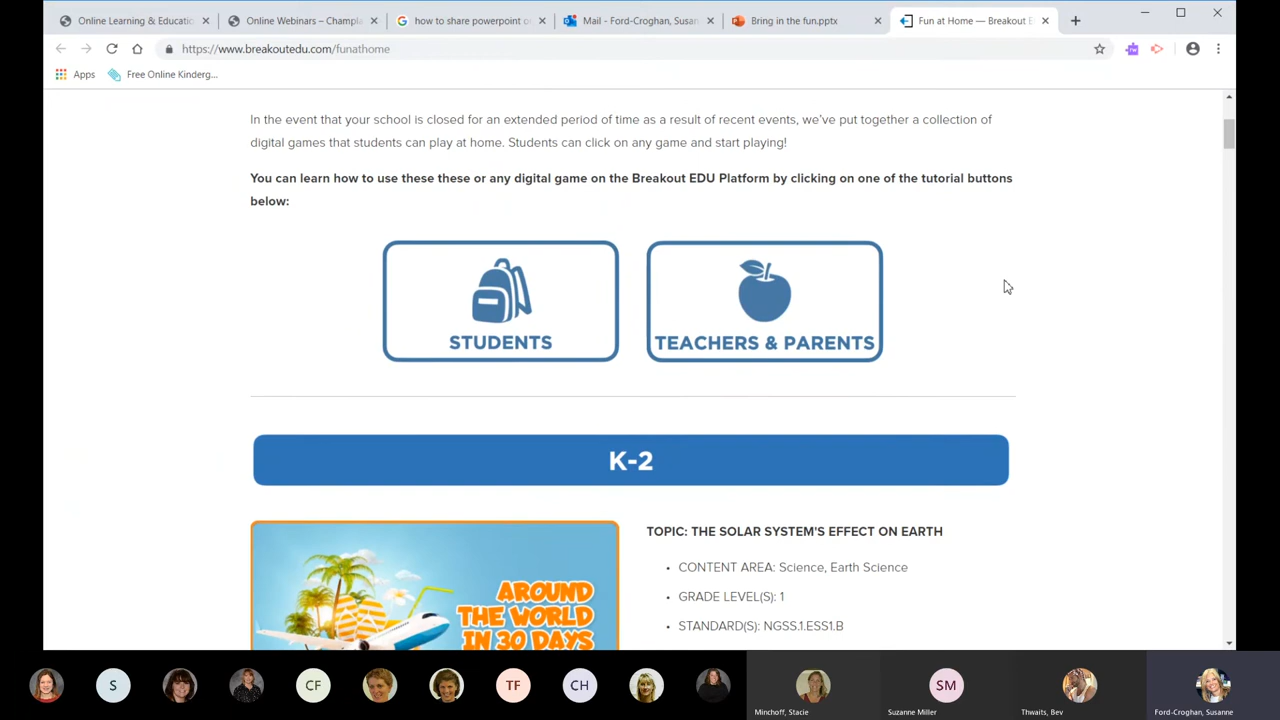 Online Learning & Educatio
Online Webinars – Champla
how to share powerpoint o
Mail - Ford-Croghan, Susan
Bring in the fun.pptx
Fun at Home — Breakout E
https://www.breakoutedu.com/funathome
Apps
Free Online Kinderg...
In the event that your school is closed for an extended period of time as a result of recent events, we've put together a collection of
digital games that students can play at home. Students can click on any game and start playing!
You can learn how to use these these or any digital game on the Breakout EDU Platform by clicking on one of the tutorial buttons
below:
STUDENTS
TEACHERS & PARENTS
K-2
AROUND
THE WORLD
IN 30 DAYS
TOPIC: THE SOLAR SYSTEM'S EFFECT ON EARTH
• CONTENT AREA: Science, Earth Science
• GRADE LEVEL(S): 1
• STANDARD(S): NGSS.1.ESS1.B
S
CF
TF
CH
SM
Minchoff, Stacie
Suzanne Miller
Thwaits, Bev
Ford-Croghan, Susanne